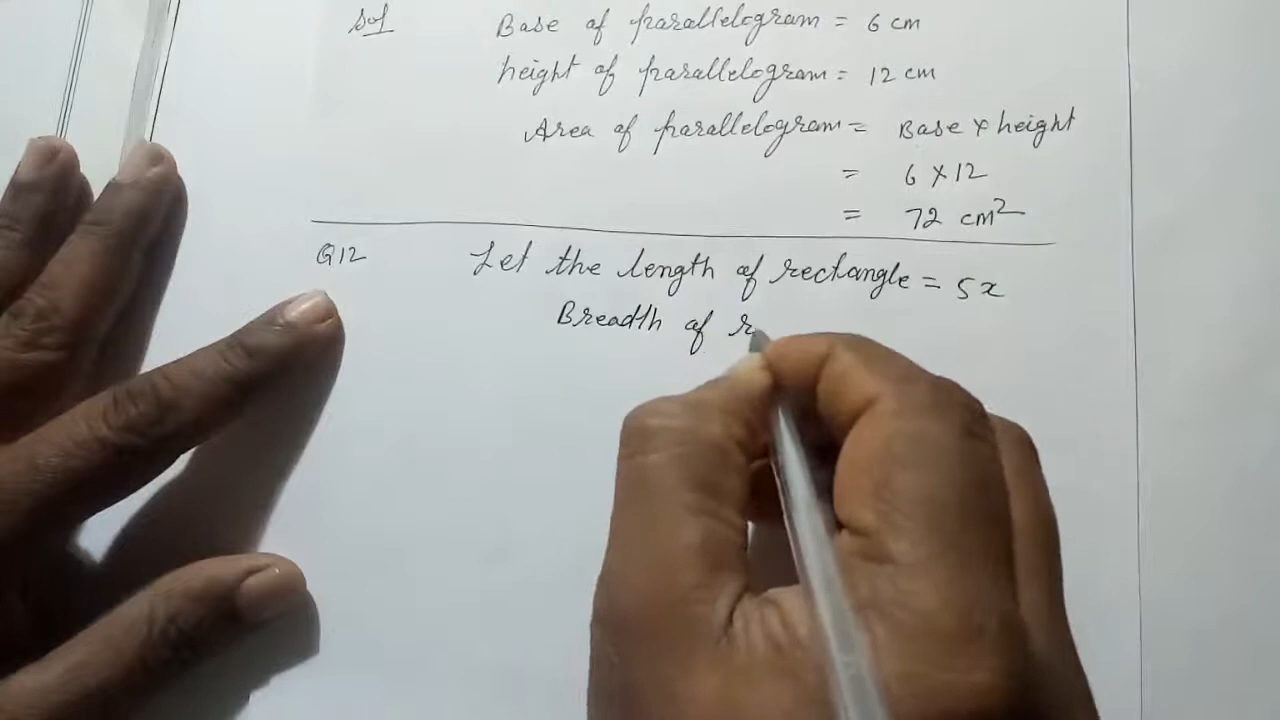 Sol Base of parallelogram = 6 cm
height of parallelogram = 12 cm
Area of parallelogram = Base × height
= 6 × 12
= 72 cm²
Q12 Let the length of rectangle = 5x
Breadth of r